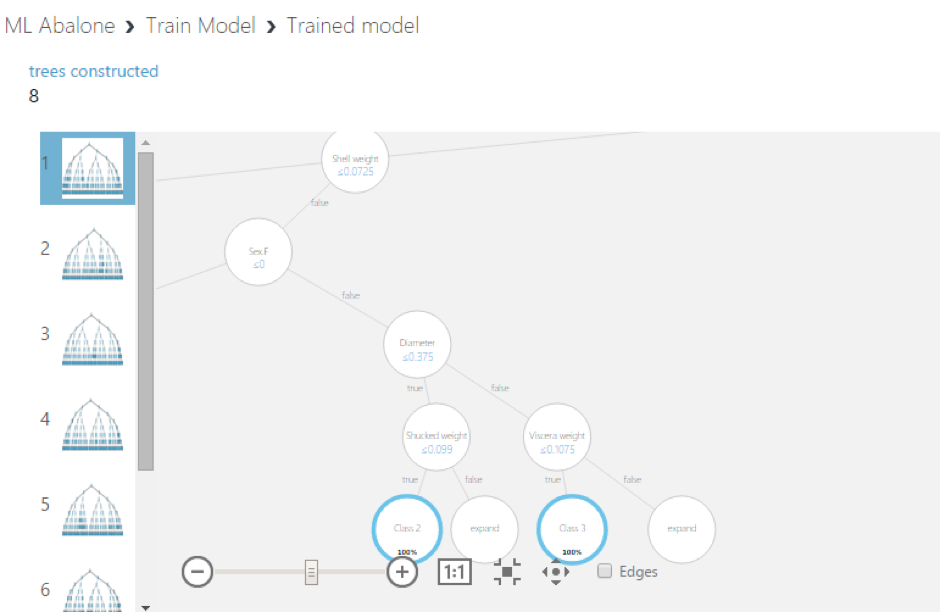 ML Abalone > Train Model > Trained model
trees constructed
8
1
2
3
4
5
6
Shell weight
≤0.0725
false
Sex:F
≤0
false
Diameter
≤0.375
true
false
Shucked weight
≤0.099
Viscera weight
≤0.1075
true
false
true
false
Class 2
100%
expand
Class 3
100%
expand
1:1
Edges